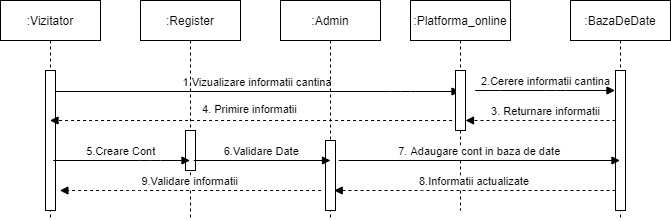 :Vizitator
:Register
:Admin
:Platforma_online
:BazaDeDate
1.Vizualizare informatii cantina
2.Cerere informatii cantina
3. Returnare informatii
4. Primire informatii
5.Creare Cont
6.Validare Date
7. Adaugare cont in baza de date
8.Informatii actualizate
9.Validare informatii